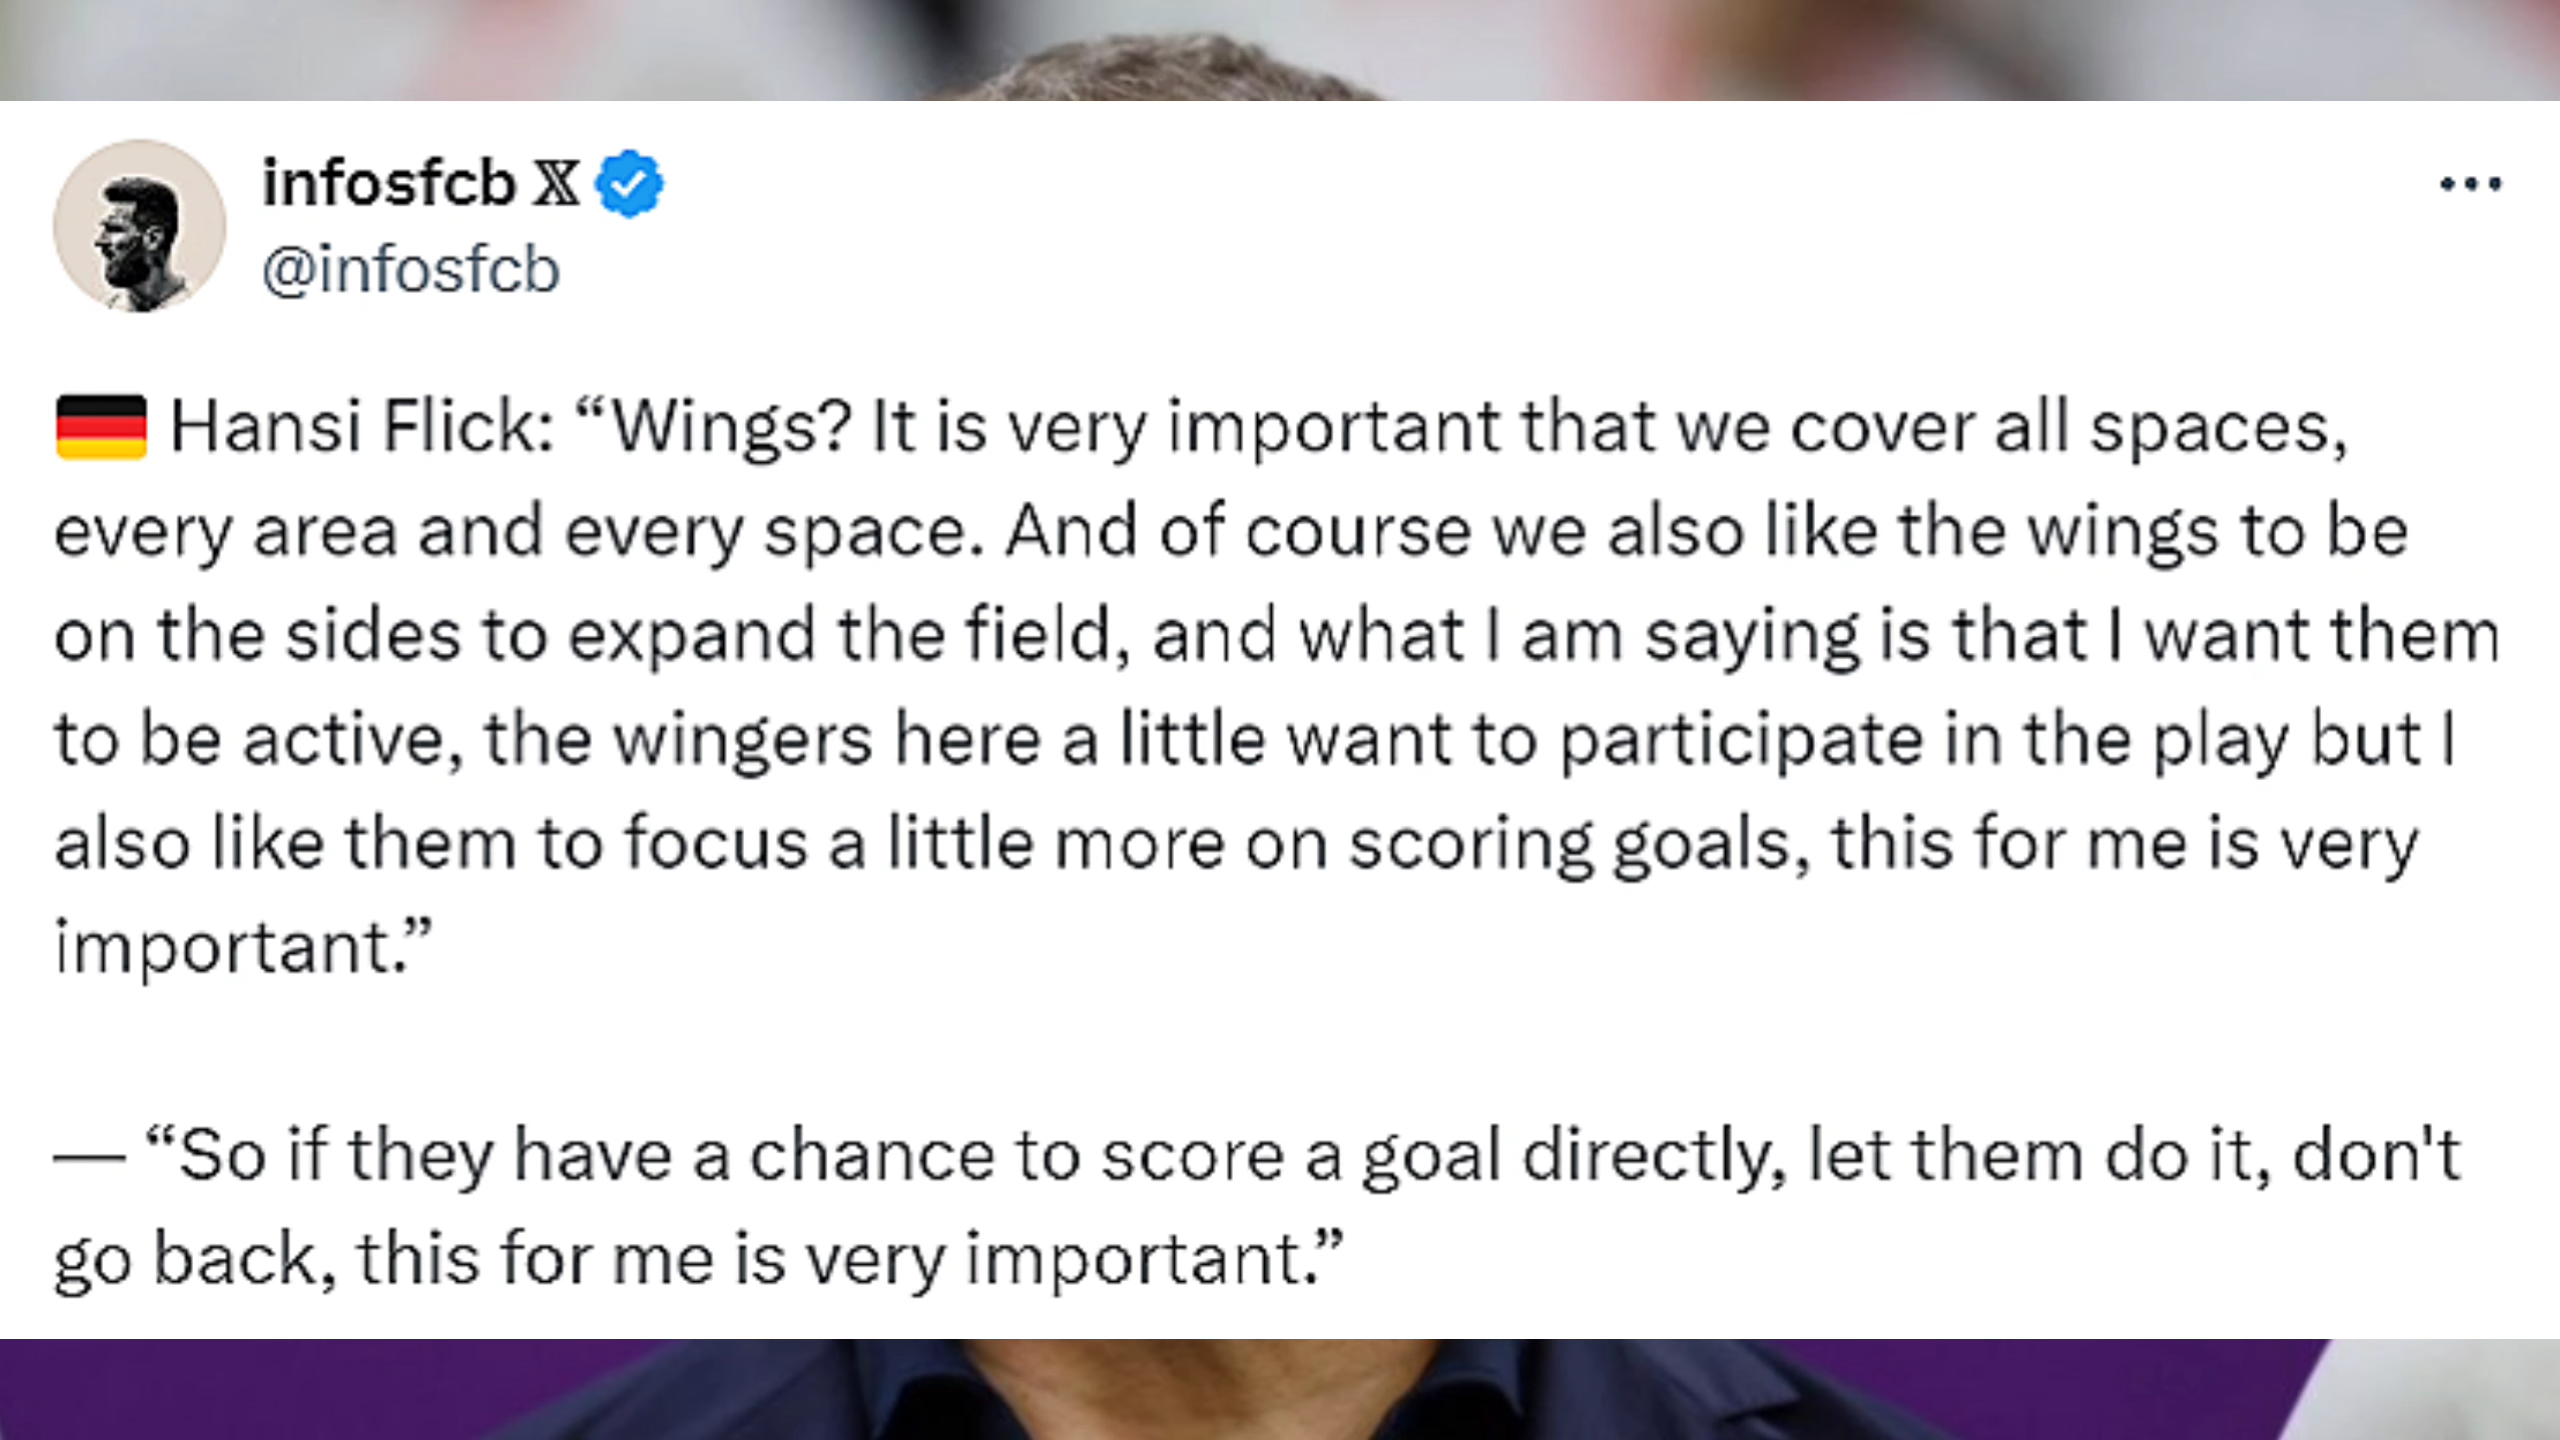 infosfcb 𝕏
@infosfcb
🇩🇪 Hansi Flick: “Wings? It is very important that we cover all spaces,
every area and every space. And of course we also like the wings to be
on the sides to expand the field, and what I am saying is that I want them
to be active, the wingers here a little want to participate in the play but I
also like them to focus a little more on scoring goals, this for me is very
important.”
— “So if they have a chance to score a goal directly, let them do it, don't
go back, this for me is very important.”